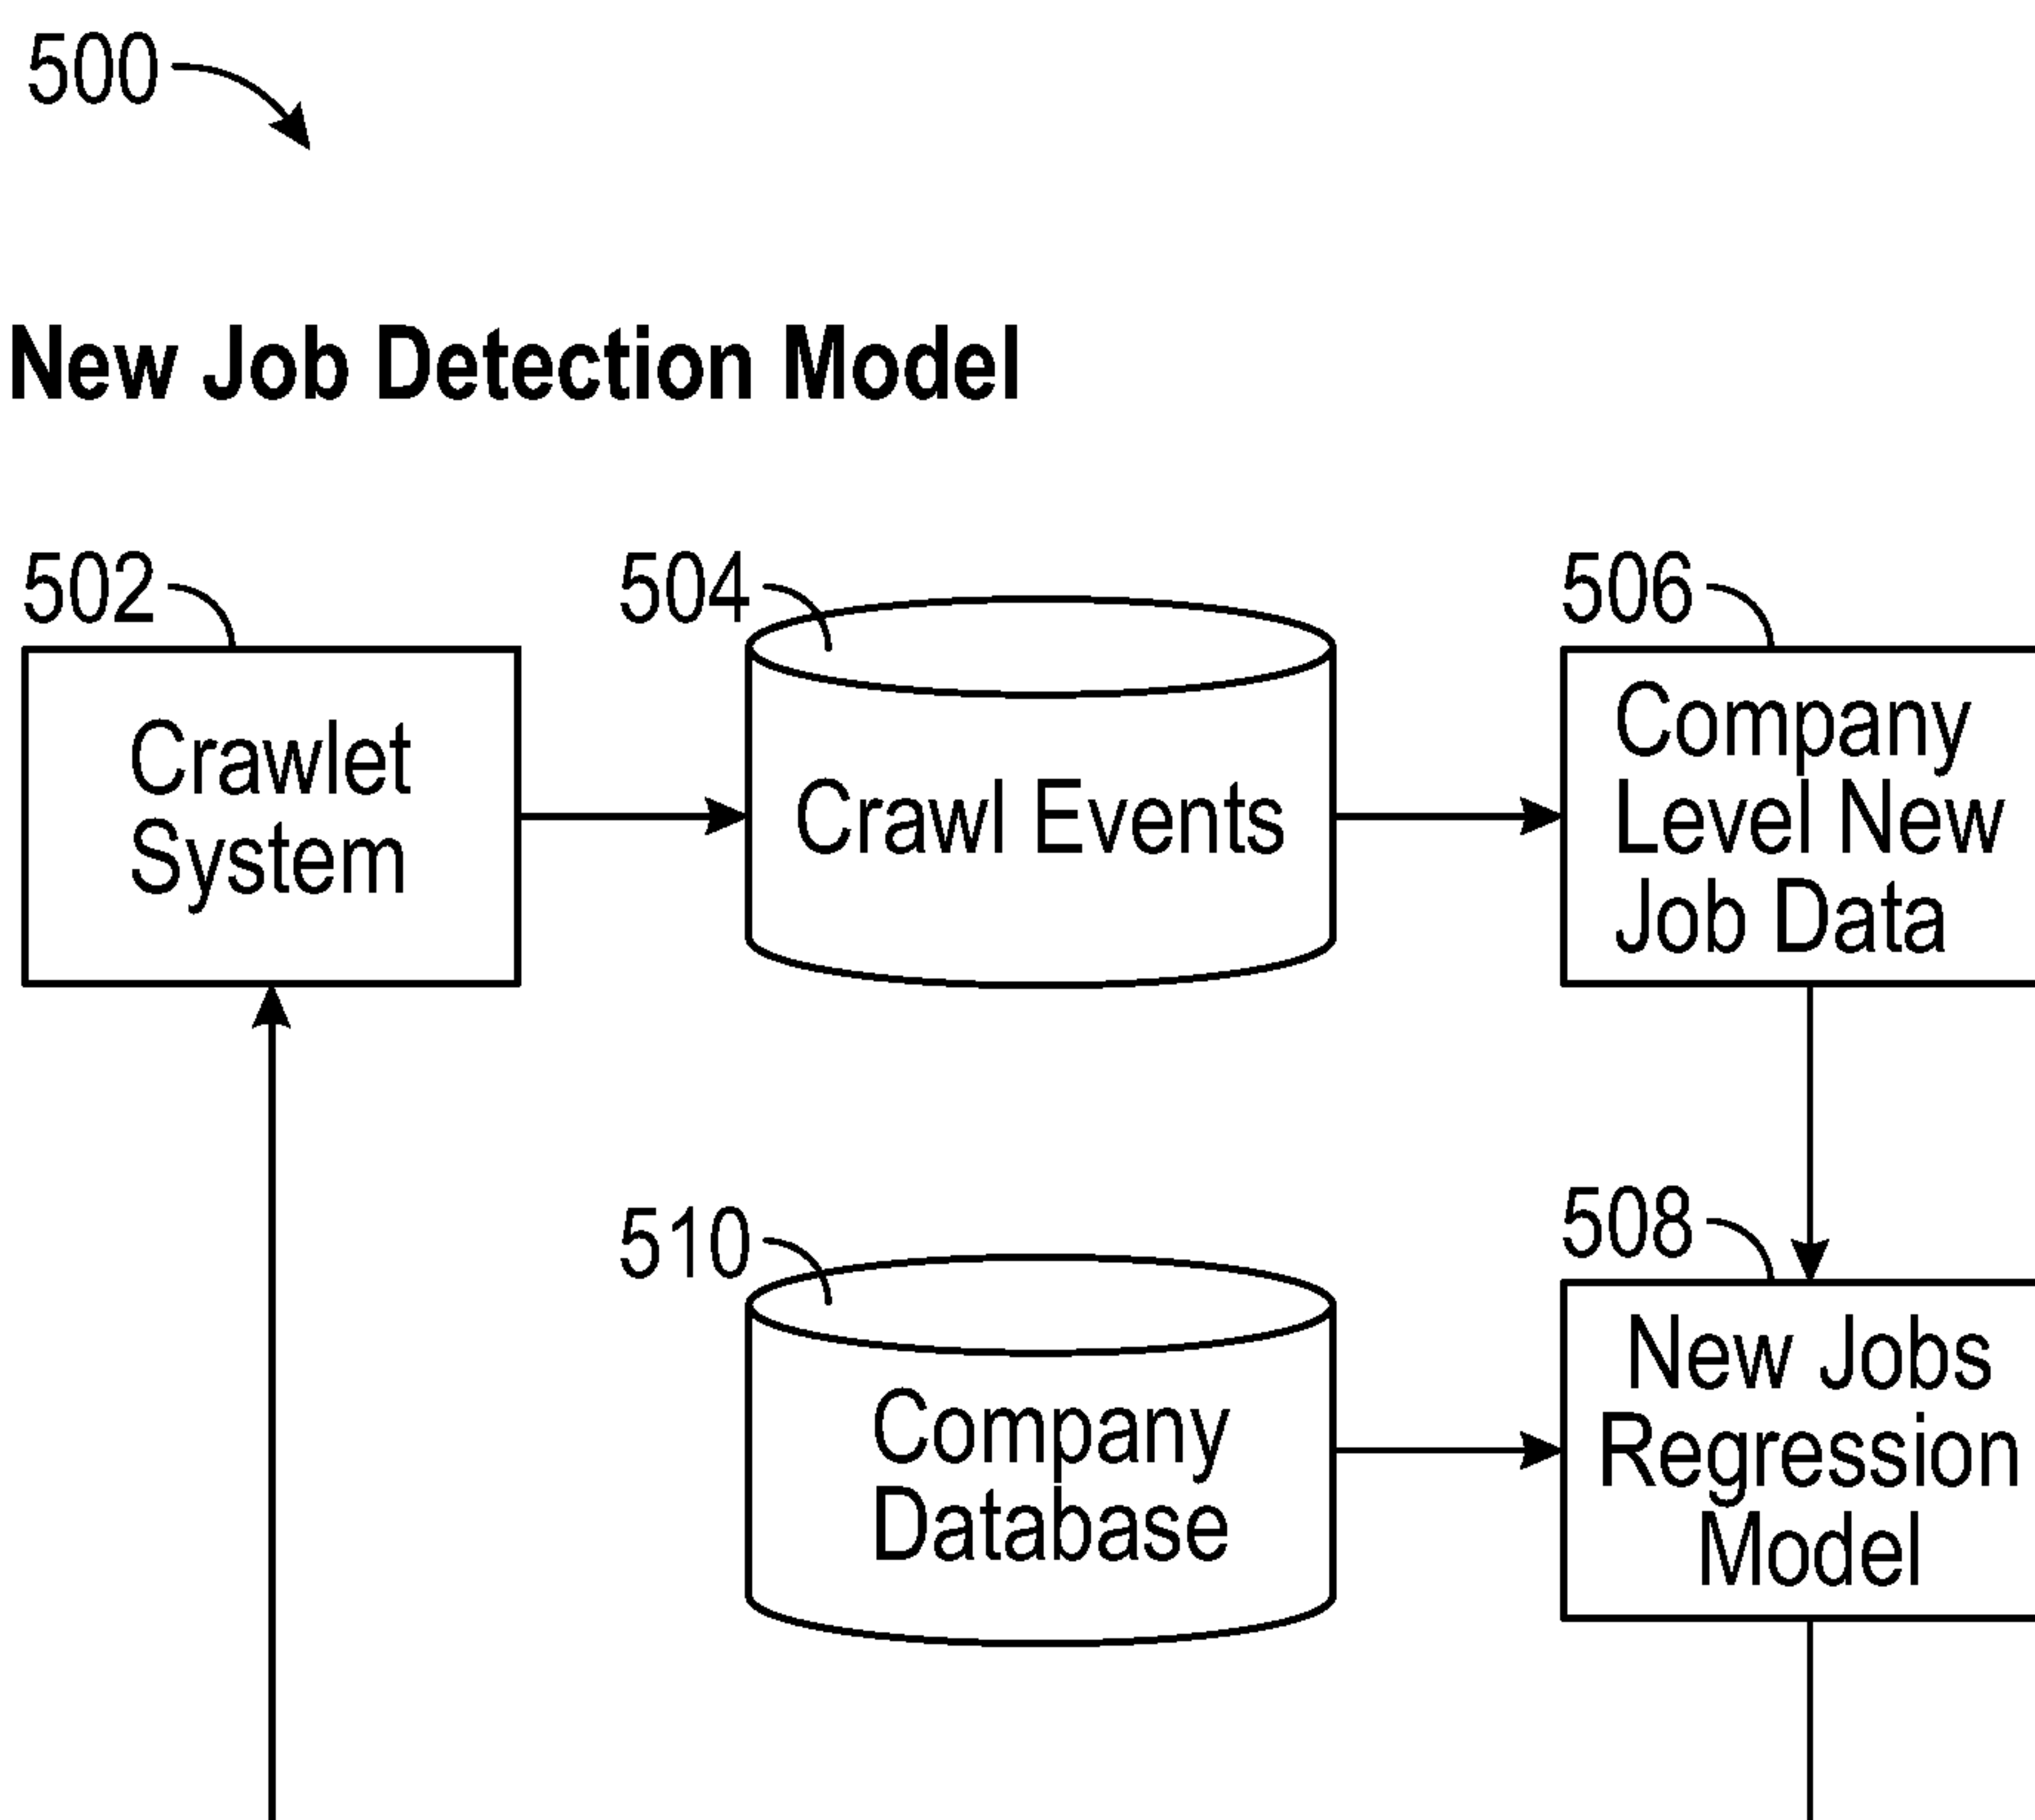 500
New Job Detection Model
502
504
506
Crawlet
System
Crawl Events
Company
Level New
Job Data
510
508
Company
Database
New Jobs
Regression
Model